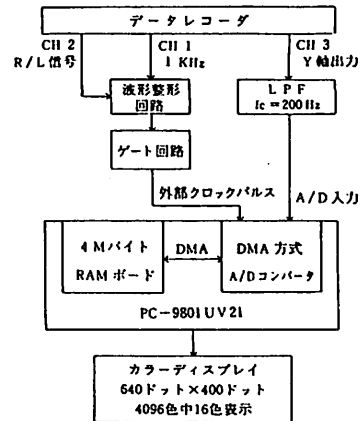 データレコーダ
CH 2
R/L信号
CH 1
1 KHz
CH 3
Y軸出力
波形整形
回路
LPF
fc=200Hz
ゲート回路
外部クロックパルス
A/D入力
4Mバイト
RAMボード
DMA
DMA方式
A/Dコンバータ
PC-9801UV21
カラーディスプレイ
640ドット×400ドット
4096色中16色表示